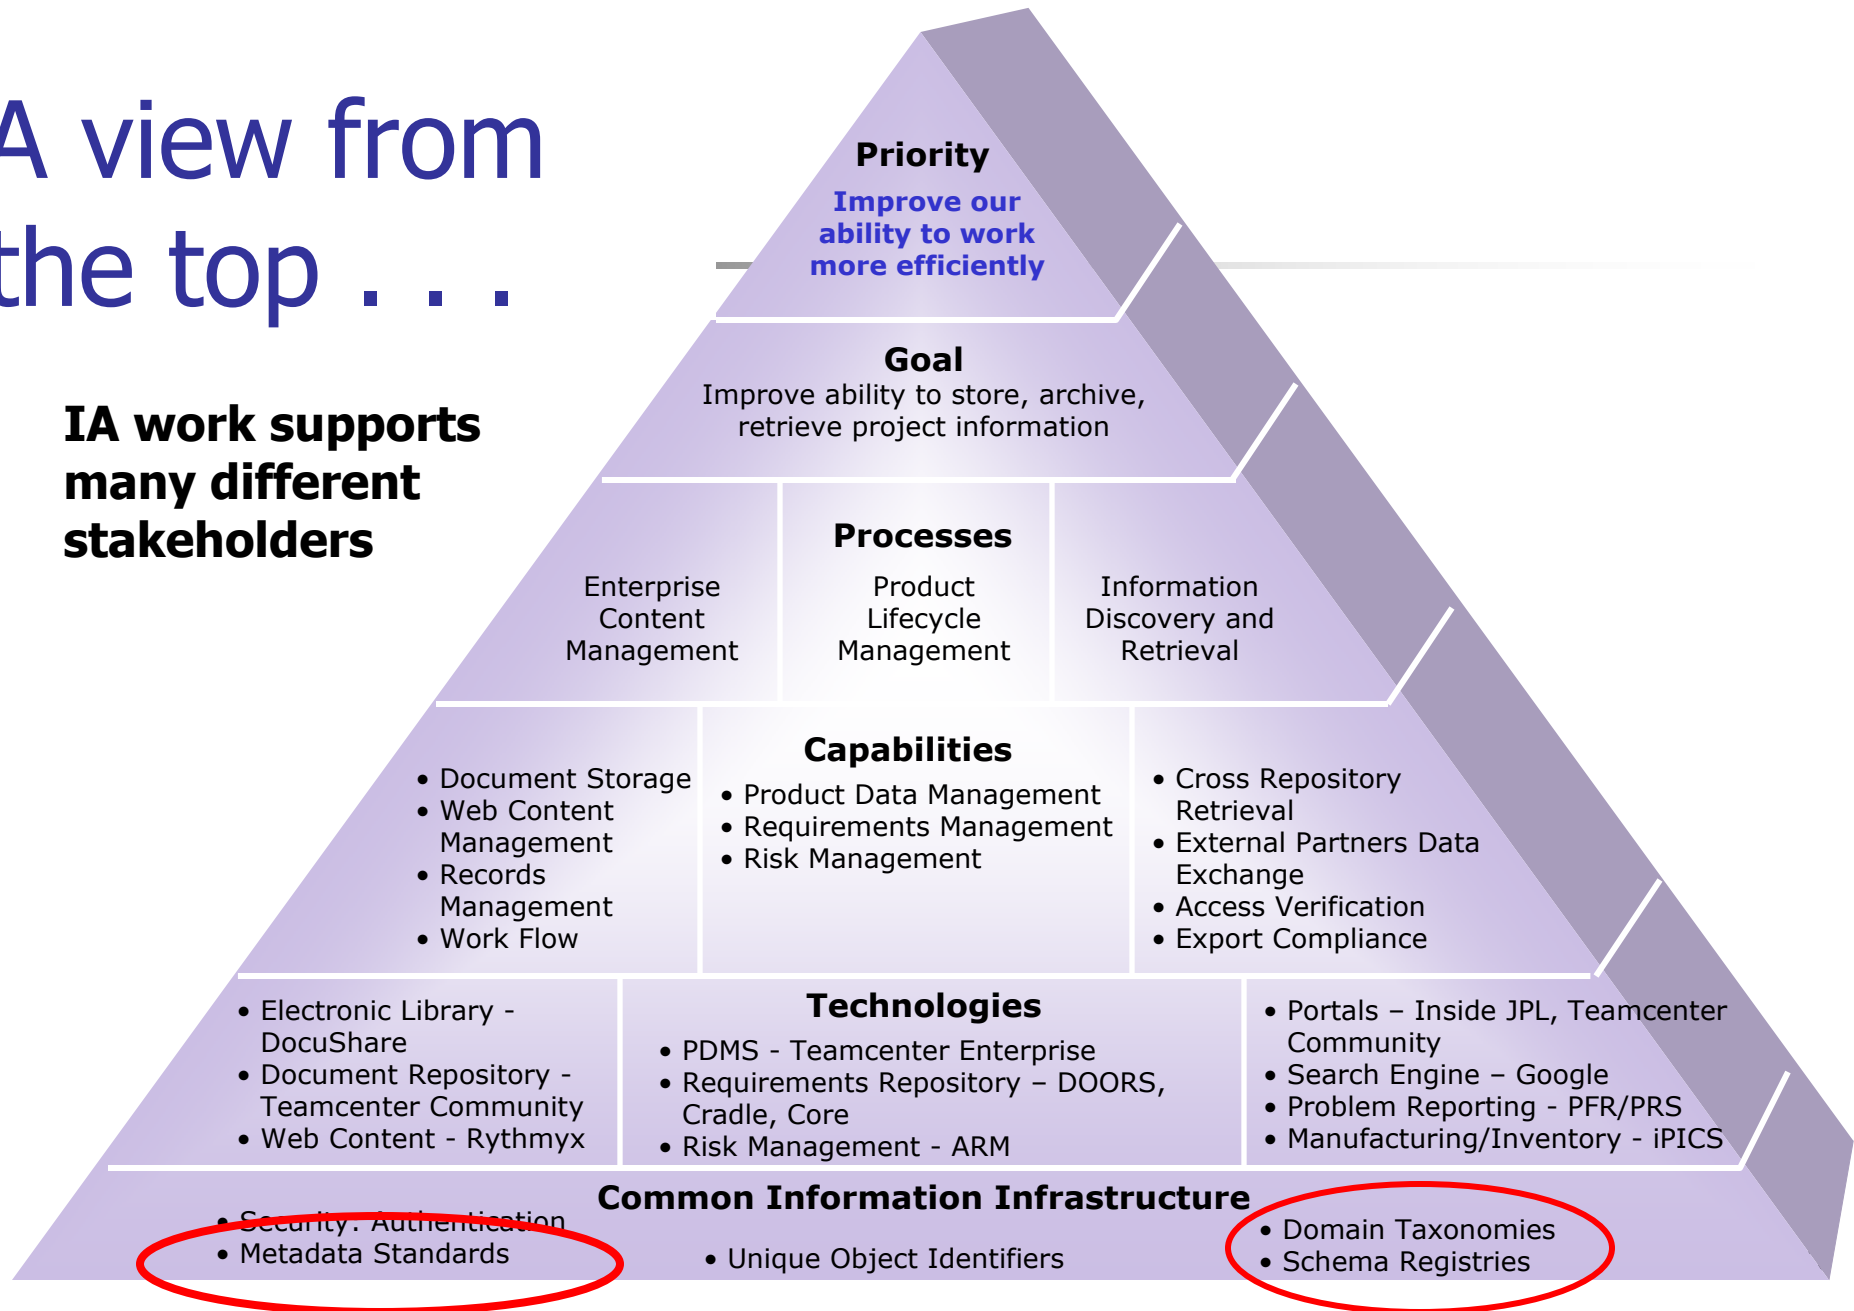 A view from
the top . . .
IA work supports
many different
stakeholders
Priority
Improve our
ability to work
more efficiently
Goal
Improve ability to store, archive,
retrieve project information
Processes
Enterprise
Content
Management
Product
Lifecycle
Management
Information
Discovery and
Retrieval
Capabilities
• Document Storage
• Web Content
Management
• Records
Management
• Work Flow
• Product Data Management
• Requirements Management
• Risk Management
• Cross Repository
Retrieval
• External Partners Data
Exchange
• Access Verification
• Export Compliance
Technologies
• Electronic Library -
DocuShare
• Document Repository -
Teamcenter Community
• Web Content - Rythmyx
• PDMS - Teamcenter Enterprise
• Requirements Repository – DOORS,
Cradle, Core
• Risk Management - ARM
• Portals – Inside JPL, Teamcenter
Community
• Search Engine – Google
• Problem Reporting - PFR/PRS
• Manufacturing/Inventory - iPICS
Common Information Infrastructure
• Security: Authentication
• Metadata Standards
• Unique Object Identifiers
• Domain Taxonomies
• Schema Registries